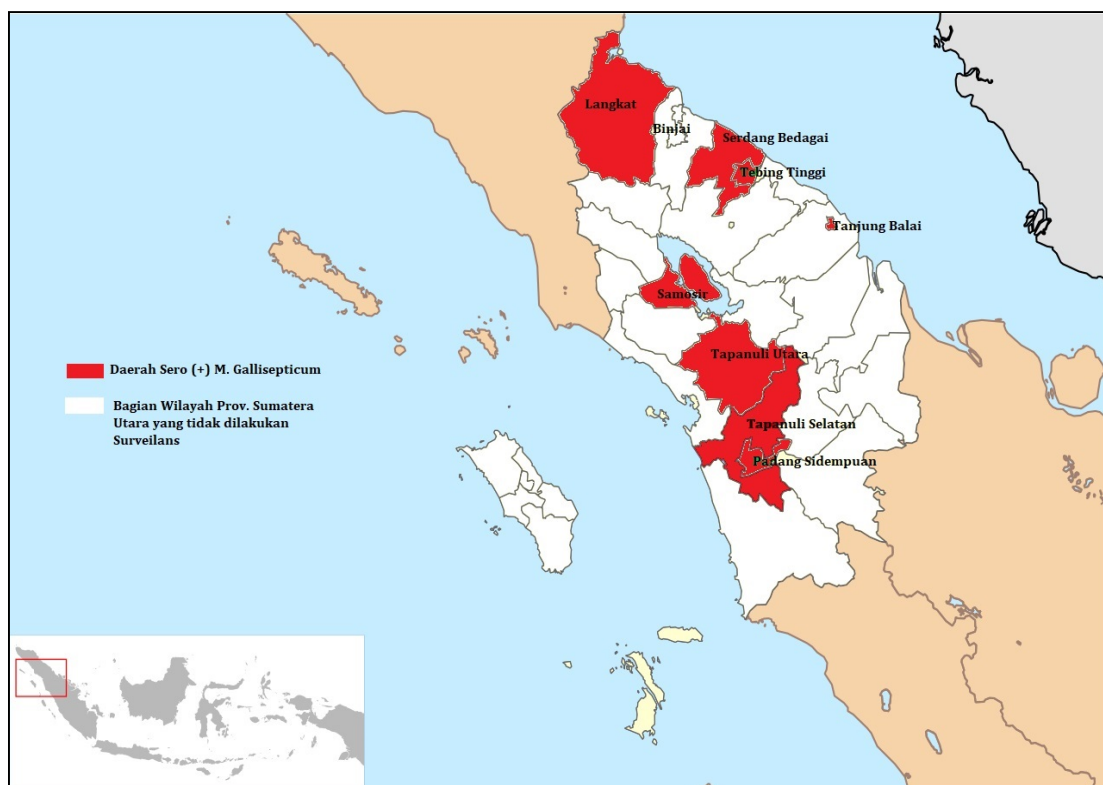 Langkat
Binjai
Serdang Bedagai
Tebing Tinggi
Tanjung Balai
Samosir
Tapanuli Utara
Tapanuli Selatan
Padang Sidempuan
Daerah Sero (+) M. Gallisepticum
Bagian Wilayah Prov. Sumatera
Utara yang tidak dilakukan
Surveilans